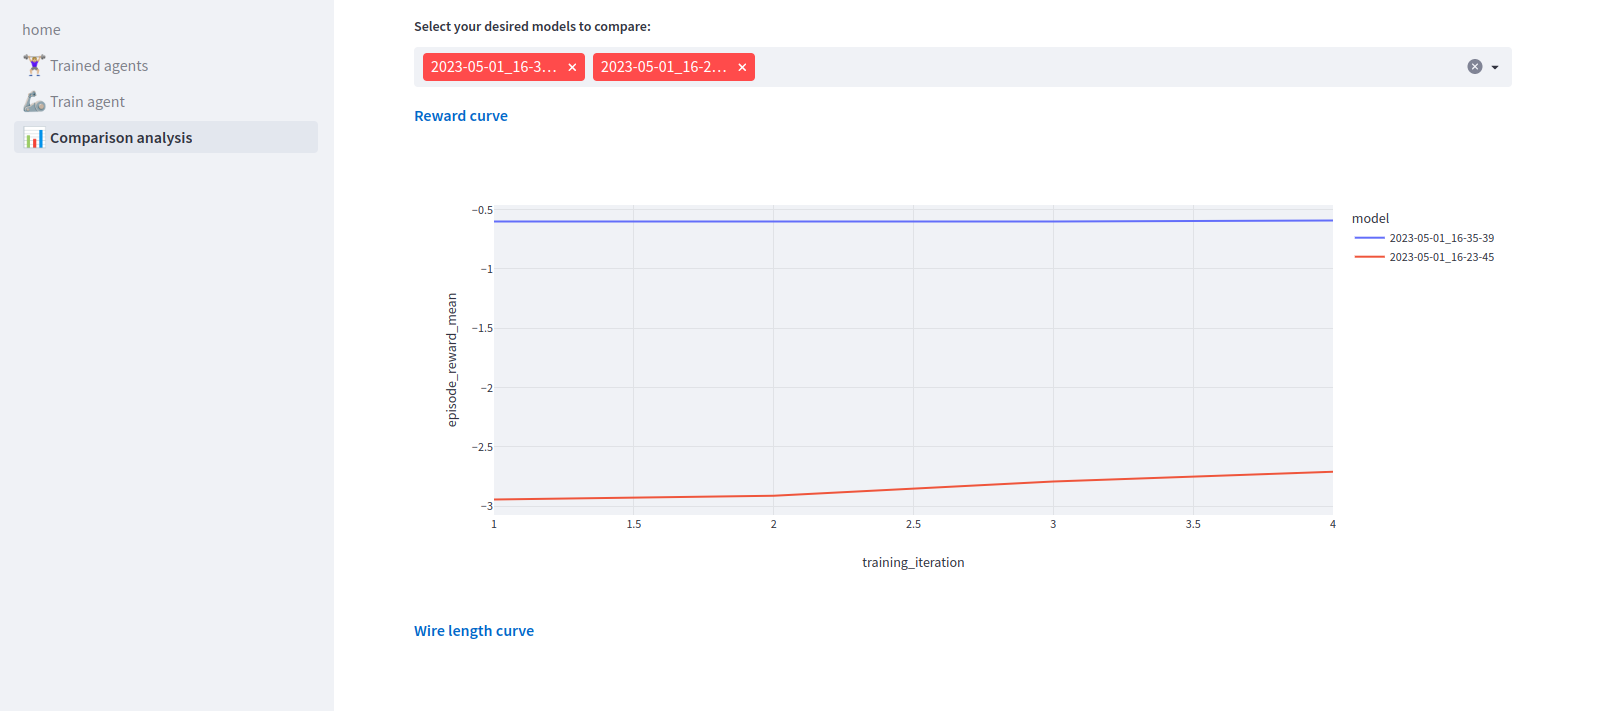 home
Trained agents
Train agent
Comparison analysis
Select your desired models to compare:
2023-05-01_16-3... 2023-05-01_16-2...
Reward curve
−0.5
−1
−1.5
−2
−2.5
−3
episode_reward_mean
1 1.5 2 2.5 3 3.5 4
training_iteration
model
2023-05-01_16-35-39
2023-05-01_16-23-45
Wire length curve